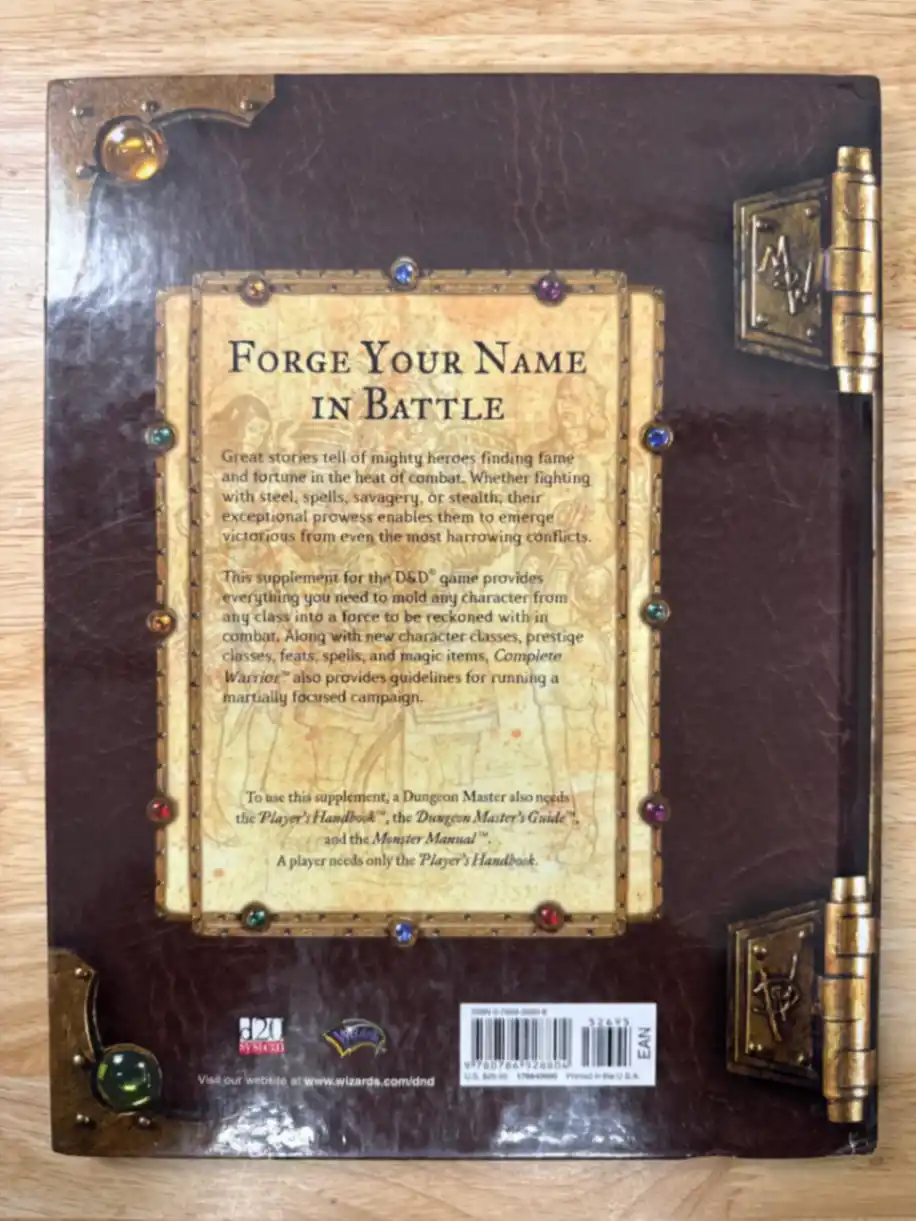 FORGE YOUR NAME
IN BATTLE
Great stories tell of mighty heroes finding fame
and fortune in the heat of combat. Whether fighting
with steel, spells, savagery, or stealth, their
exceptional prowess enables them to emerge
victorious from even the most harrowing conflicts.
This supplement for the D&D® game provides
everything you need to mold any character from
any class into a force to be reckoned with in
combat. Along with new character classes, prestige
classes, feats, spells, and magic items, Complete
Warrior™ also provides guidelines for running a
martially focused campaign.
To use this supplement, a Dungeon Master also needs
the Player's Handbook™, the Dungeon Master's Guide™,
and the Monster Manual™.
A player needs only the Player's Handbook.
d20
SYSTEM
Visit our website at www.wizards.com/dnd
52695
EAN
Printed in the U.S.A.